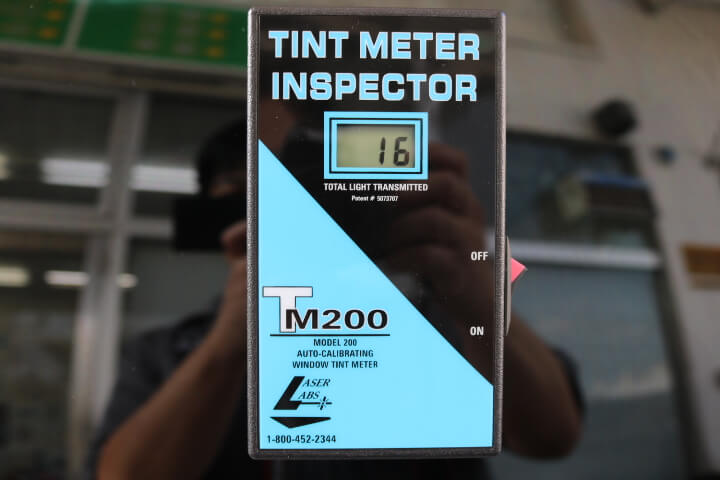 TINT METER
INSPECTOR
16
TOTAL LIGHT TRANSMITTED
Patent # 5073707
OFF
ON
TM200
MODEL 200
AUTO-CALIBRATING
WINDOW TINT METER
LASER
LABS
1-800-452-2344